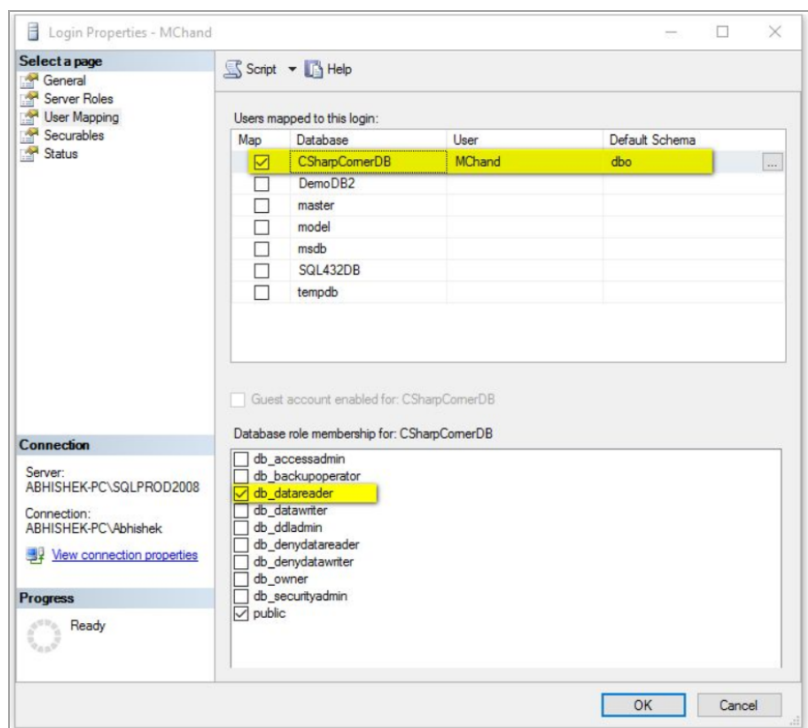 Login Properties - MChand
Select a page
General
Server Roles
User Mapping
Securables
Status
Script Help
Users mapped to this login:
Map Database User Default Schema
CSharpCornerDB MChand dbo ...
DemoDB2
master
model
msdb
SQL432DB
tempdb
Guest account enabled for: CSharpCornerDB
Database role membership for: CSharpCornerDB
db_accessadmin
db_backupoperator
db_datareader
db_datawriter
db_ddladmin
db_denydatareader
db_denydatawriter
db_owner
db_securityadmin
public
Connection
Server:
ABHISHEK-PC\SQLPROD2008
Connection:
ABHISHEK-PC\Abhishek
View connection properties
Progress
Ready
OK Cancel